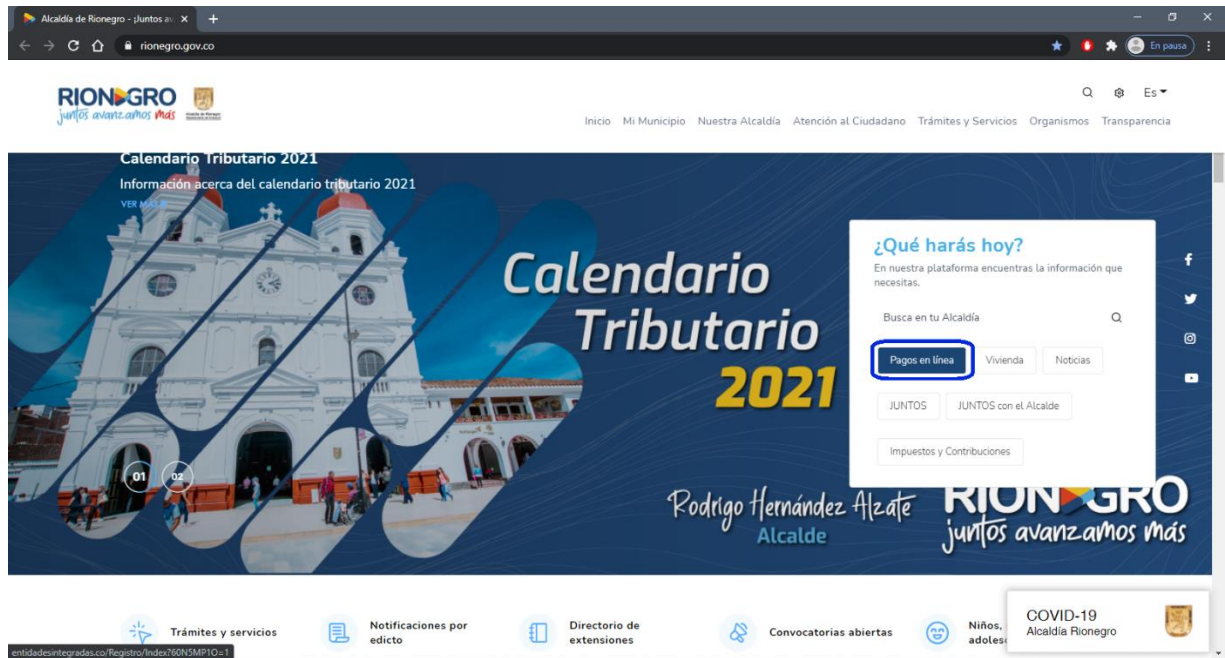 Alcaldía de Rionegro - ¡Juntos av
rionegro.gov.co
En pausa
RIONEGRO
juntos avanzamos más
Es
Inicio Mi Municipio Nuestra Alcaldía Atención al Ciudadano Trámites y Servicios Organismos Transparencia
Calendario Tributario 2021
Información acerca del calendario tributario 2021
VER MÁS
Calendario
Tributario
2021
¿Qué harás hoy?
En nuestra plataforma encuentras la información que
necesitas.
Busca en tu Alcaldía
Pagos en línea Vivienda Noticias
JUNTOS JUNTOS con el Alcalde
Impuestos y Contribuciones
01 02
Rodrigo Hernández Alzate
Alcalde
RIONEGRO
juntos avanzamos más
Trámites y servicios
Notificaciones por
edicto
Directorio de
extensiones
Convocatorias abiertas
Niños,
adolesc
COVID-19
Alcaldía Rionegro
entidadesintegradas.co/Registro/Index?60N5MP1O=1